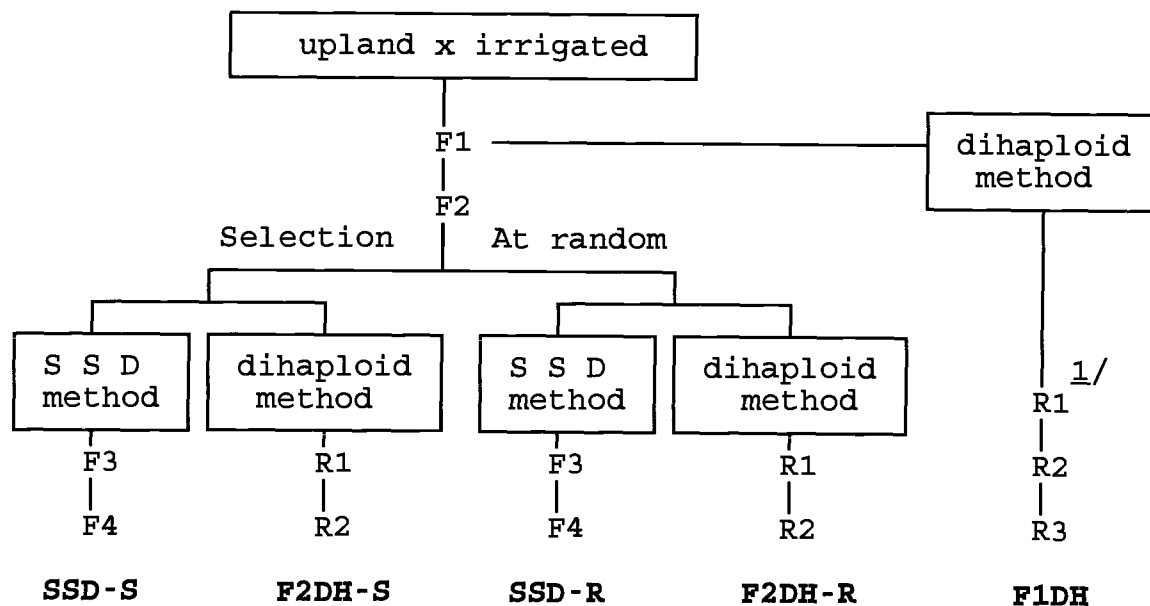 upland x irrigated
F1
dihaploid
method
F2
Selection
At random
S S D
method
dihaploid
method
S S D
method
dihaploid
method
R1 1/
F3
R1
F3
R1
R2
F4
R2
F4
R2
R3
SSD-S
F2DH-S
SSD-R
F2DH-R
F1DH